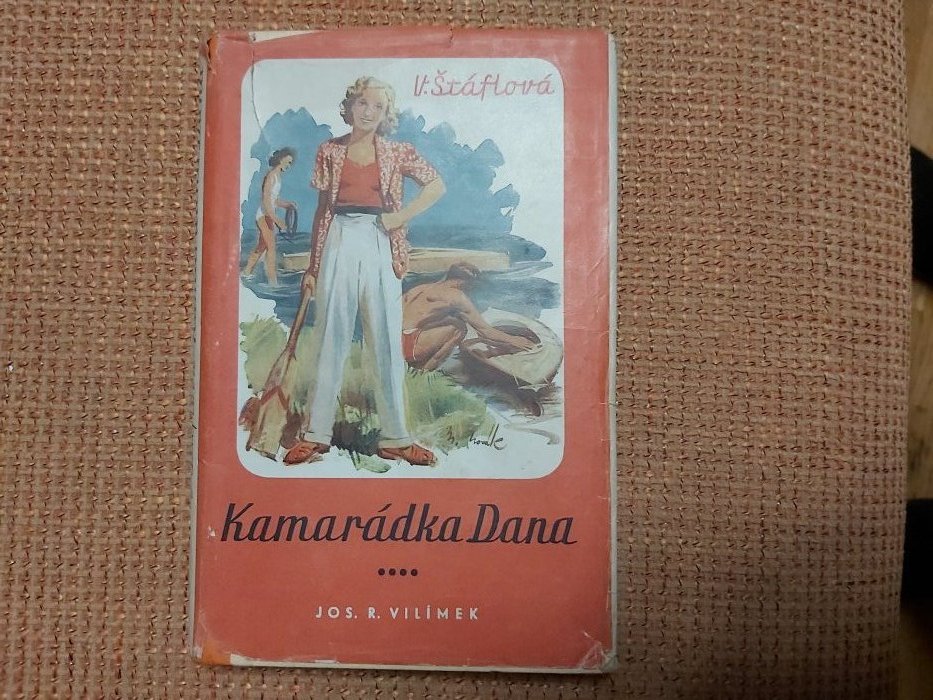 V. Štáflová
Kamarádka Dana
JOS. R. VILÍMEK